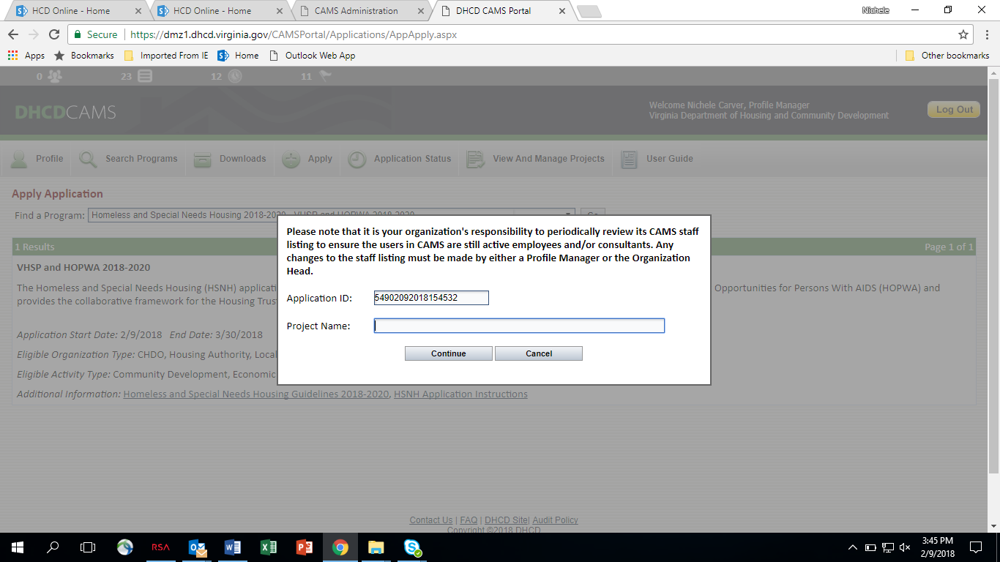 HCD Online - Home
HCD Online - Home
CAMS Administration
DHCD CAMS Portal
Nichele
Secure
https://dmz1.dhcd.virginia.gov/CAMSPortal/Applications/AppApply.aspx
Apps
Bookmarks
Imported From IE
Home
Outlook Web App
Other bookmarks
0
23
12
11
DHCDCAMS
Welcome Nichele Carver, Profile Manager
Virginia Department of Housing and Community Development
Log Out
Profile
Search Programs
Downloads
Apply
Application Status
View And Manage Projects
User Guide
Apply Application
Find a Program: Homeless and Special Needs Housing 2018-2020 - VHSP and HOPWA 2018-2020
Go
1 Results
Page 1 of 1
VHSP and HOPWA 2018-2020
The Homeless and Special Needs Housing (HSNH) applicati
Opportunities for Persons With AIDS (HOPWA) and
provides the collaborative framework for the Housing Trus
Application Start Date: 2/9/2018 End Date: 3/30/2018
Eligible Organization Type: CHDO, Housing Authority, Local
Eligible Activity Type: Community Development, Economic
Additional Information: Homeless and Special Needs Housing Guidelines 2018-2020, HSNH Application Instructions
Please note that it is your organization's responsibility to periodically review its CAMS staff
listing to ensure the users in CAMS are still active employees and/or consultants. Any
changes to the staff listing must be made by either a Profile Manager or the Organization
Head.
Application ID: 54902092018154532
Project Name:
Continue
Cancel
Contact Us | FAQ | DHCD Site| Audit Policy
Copyright ©2018 DHCD
RSA
3:45 PM
2/9/2018